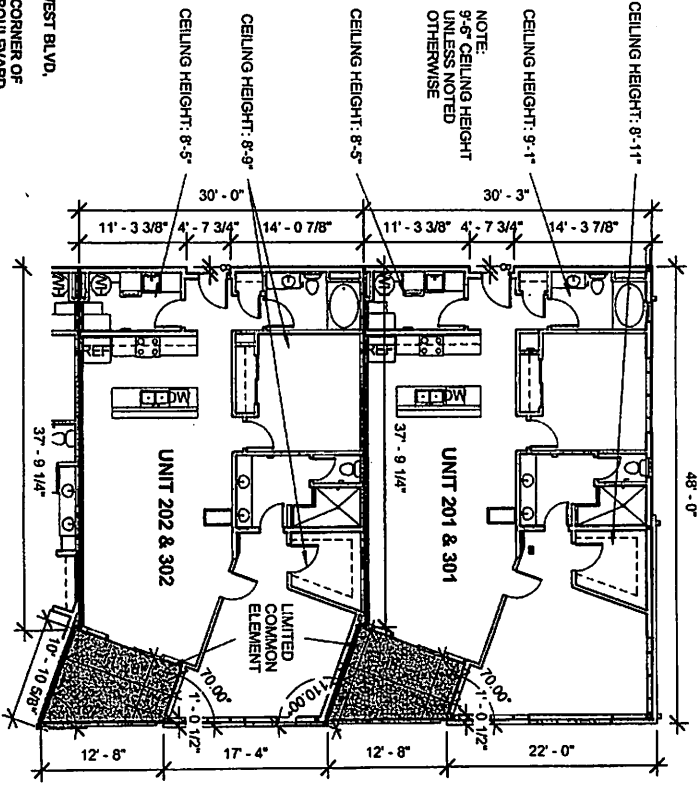 CEILING HEIGHT: 8'-11"
CEILING HEIGHT: 9'-1"
NOTE:
9'-6" CEILING HEIGHT
UNLESS NOTED
OTHERWISE
CEILING HEIGHT: 8'-5"
CEILING HEIGHT: 8'-9"
CEILING HEIGHT: 8'-5"
CORNER OF
30' - 0"
30' - 3"
11' - 3 3/8"
4' - 7 3/4"
14' - 0 7/8"
11' - 3 3/8"
4' - 7 3/4"
14' - 3 7/8"
48' - 0"
37' - 9 1/4"
37' - 9 1/4"
UNIT 201 & 301
UNIT 202 & 302
REF
REF
DW
DW
WH
WH
LIMITED
COMMON
ELEMENT
70.00°
1' - 0 1/2"
110.00°
70.00°
1' - 0 1/2"
10' - 10 5/8"
12' - 8"
17' - 4"
12' - 8"
22' - 0"